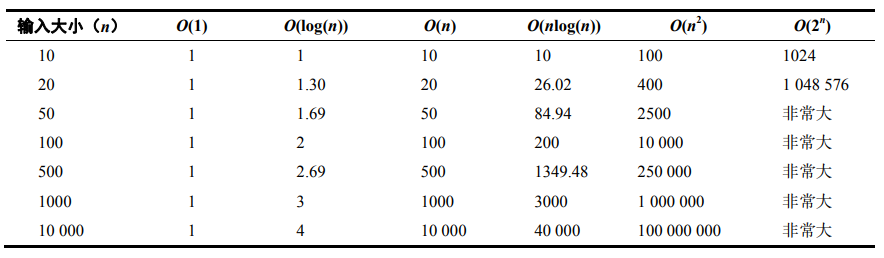 输入大小（n） O(1) O(log(n)) O(n) O(nlog(n)) O(n²) O(2ⁿ)
10 1 1 10 10 100 1024
20 1 1.30 20 26.02 400 1 048 576
50 1 1.69 50 84.94 2500 非常大
100 1 2 100 200 10 000 非常大
500 1 2.69 500 1349.48 250 000 非常大
1000 1 3 1000 3000 1 000 000 非常大
10 000 1 4 10 000 40 000 100 000 000 非常大